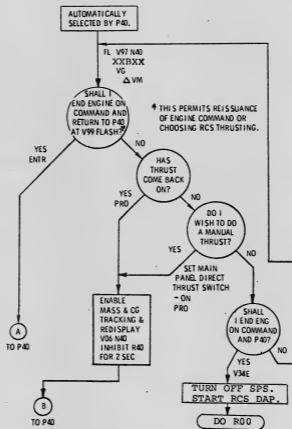 AUTOMATICALLY
SELECTED BY P40.
FL V97 N40
XXBXX
VG
△VM
SHALL I
END ENGINE ON
COMMAND AND
RETURN TO P40
AT V99 FLASH?
* THIS PERMITS REISSUANCE
OF ENGINE COMMAND OR
CHOOSING RCS THRUSTING.
YES
ENTR
NO
HAS
THRUST
COME BACK
ON?
YES
PRO
NO
DO I
WISH TO DO
A MANUAL
THRUST?
YES
NO
SET MAIN
PANEL DIRECT
THRUST SWITCH
- ON
PRO
ENABLE
MASS & CG
TRACKING &
REDISPLAY
V06 N40
INHIBIT R40
FOR 2 SEC
SHALL
I END ENG
ON COMMAND
AND P40?
YES
V34E
NO
A
TO P40
B
TO P40
TURN OFF SPS.
START RCS DAP.
DO R00